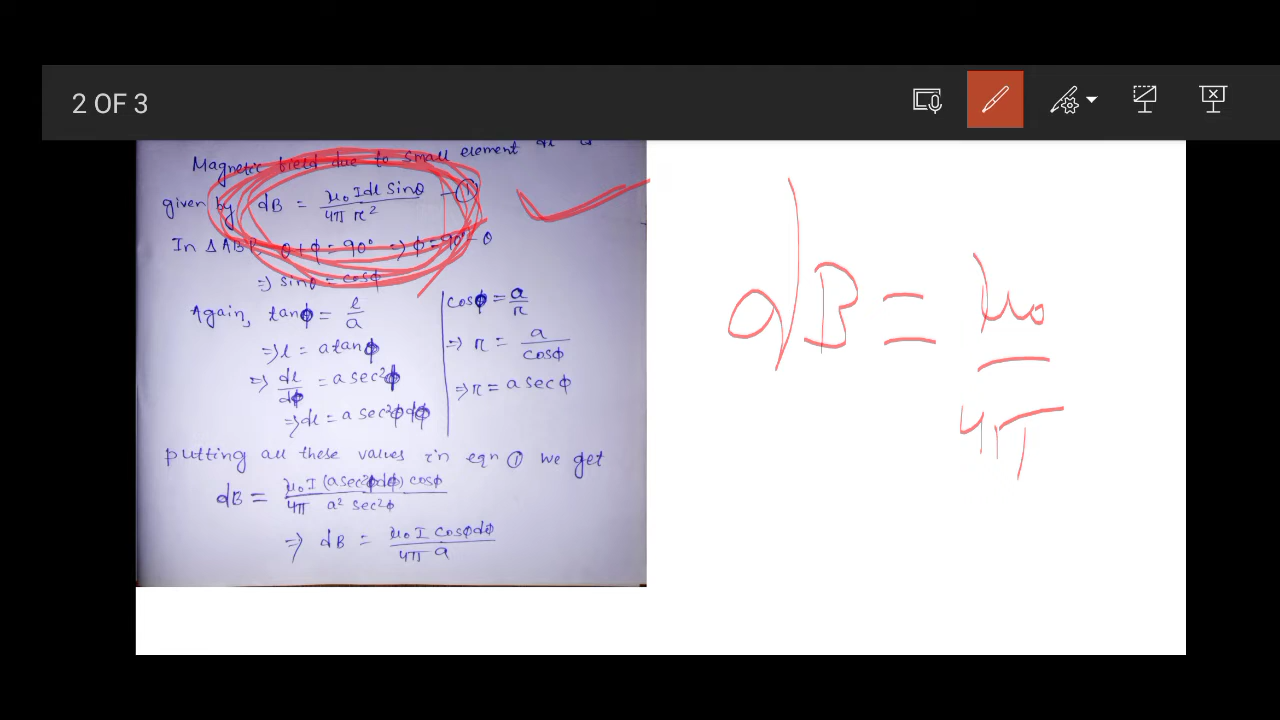 2 OF 3
Magnetic field due to small element dl is
given by dB = μ₀ Idl sinθ / 4π r² — ①
In ΔABP, θ + φ = 90° ⇒ φ = 90° - θ
⇒ sinθ = cosφ
Again, tanφ = l / a
⇒ l = a tanφ
⇒ dl / dφ = a sec²φ
⇒ dl = a sec²φ dφ
cosφ = a / r
⇒ r = a / cosφ
⇒ r = a secφ
putting all these values in eqn ① we get
dB = μ₀ I (a sec²φ dφ) cosφ / 4π a² sec²φ
⇒ dB = μ₀ I cosφ dφ / 4π a
dB = μ₀ / 4π